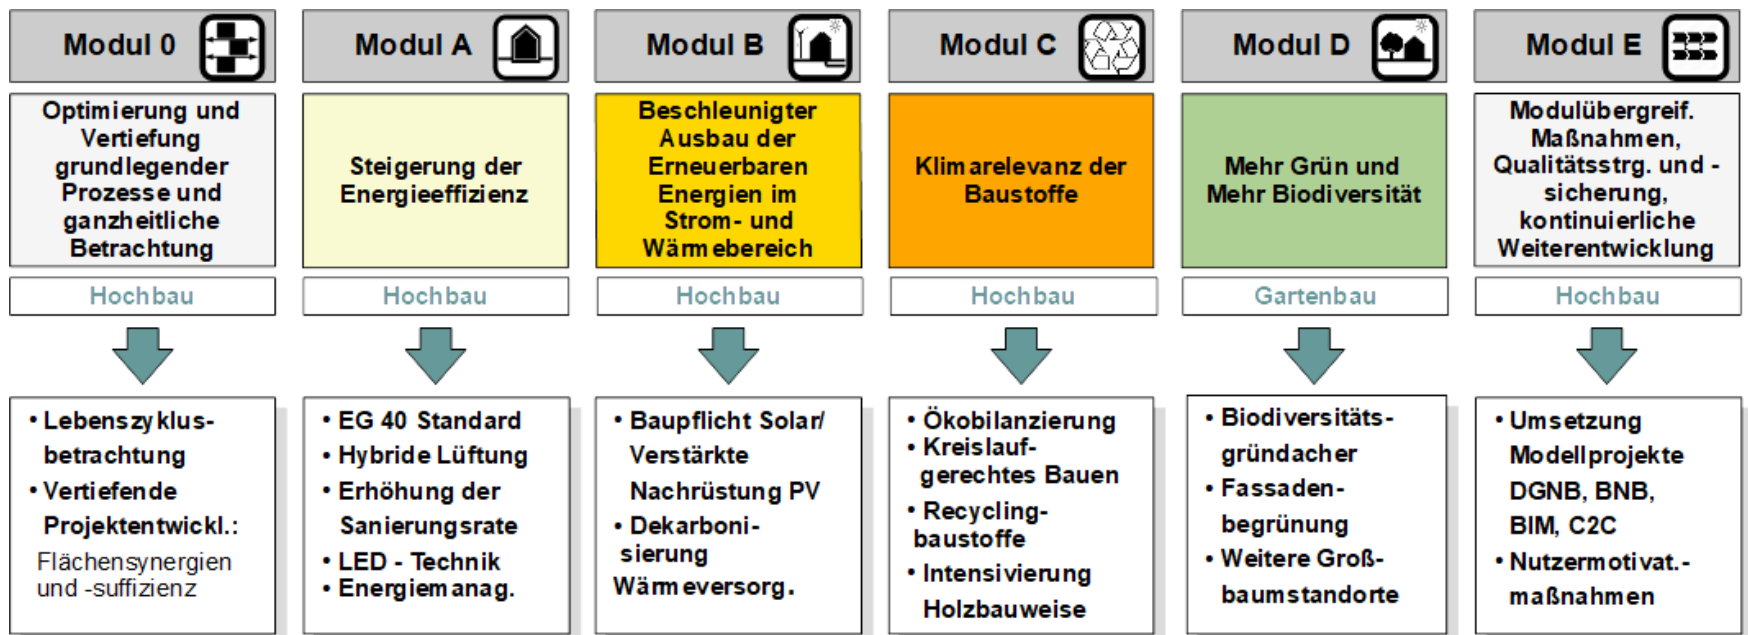 Modul 0
Modul A
Modul B
Modul C
Modul D
Modul E
Optimierung und
Vertiefung
grundlegender
Prozesse und
ganzheitliche
Betrachtung
Steigerung der
Energieeffizienz
Beschleunigter
Ausbau der
Erneuerbaren
Energien im
Strom- und
Wärmebereich
Klimarelevanz der
Baustoffe
Mehr Grün und
Mehr Biodiversität
Modulübergreif.
Maßnahmen,
Qualitätsstrg. und -
sicherung,
kontinuierliche
Weiterentwicklung
Hochbau
Hochbau
Hochbau
Hochbau
Gartenbau
Hochbau
• Lebenszyklus-
betrachtung
• Vertiefende
Projektentwickl.:
Flächensynergien
und -suffizienz
• EG 40 Standard
• Hybride Lüftung
• Erhöhung der
Sanierungsrate
• LED - Technik
• Energiemanag.
• Baupflicht Solar/
Verstärkte
Nachrüstung PV
• Dekarboni-
sierung
Wärmeversorg.
• Ökobilanzierung
• Kreislauf-
gerechtes Bauen
• Recycling-
baustoffe
• Intensivierung
Holzbauweise
• Biodiversitäts-
gründacher
• Fassaden-
begrünung
• Weitere Groß-
baumstandorte
• Umsetzung
Modellprojekte
DGNB, BNB,
BIM, C2C
• Nutzermotivat.-
maßnahmen